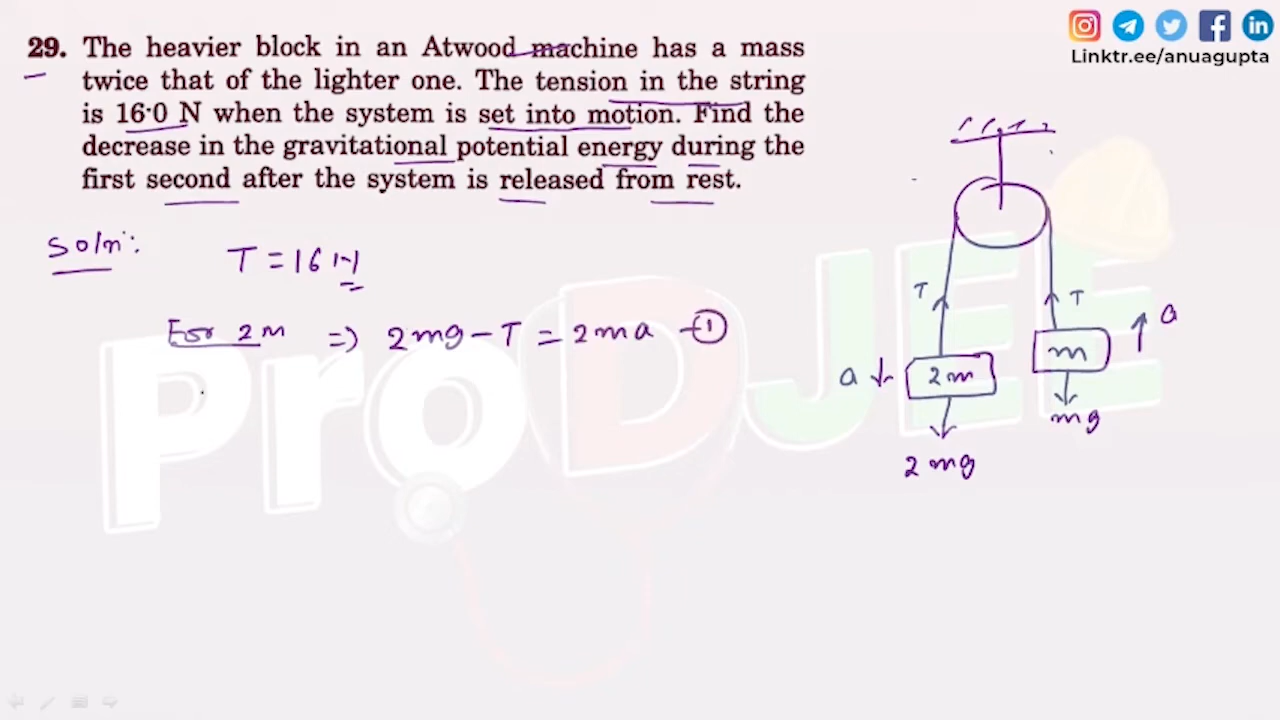 29. The heavier block in an Atwood machine has a mass
twice that of the lighter one. The tension in the string
is 16·0 N when the system is set into motion. Find the
decrease in the gravitational potential energy during the
first second after the system is released from rest.
Linktr.ee/anuagupta
Soln:
T = 16 N
For 2m ⇒ 2mg - T = 2ma -①
T
T
a
m
a
2m
mg
2mg
ProDJEE